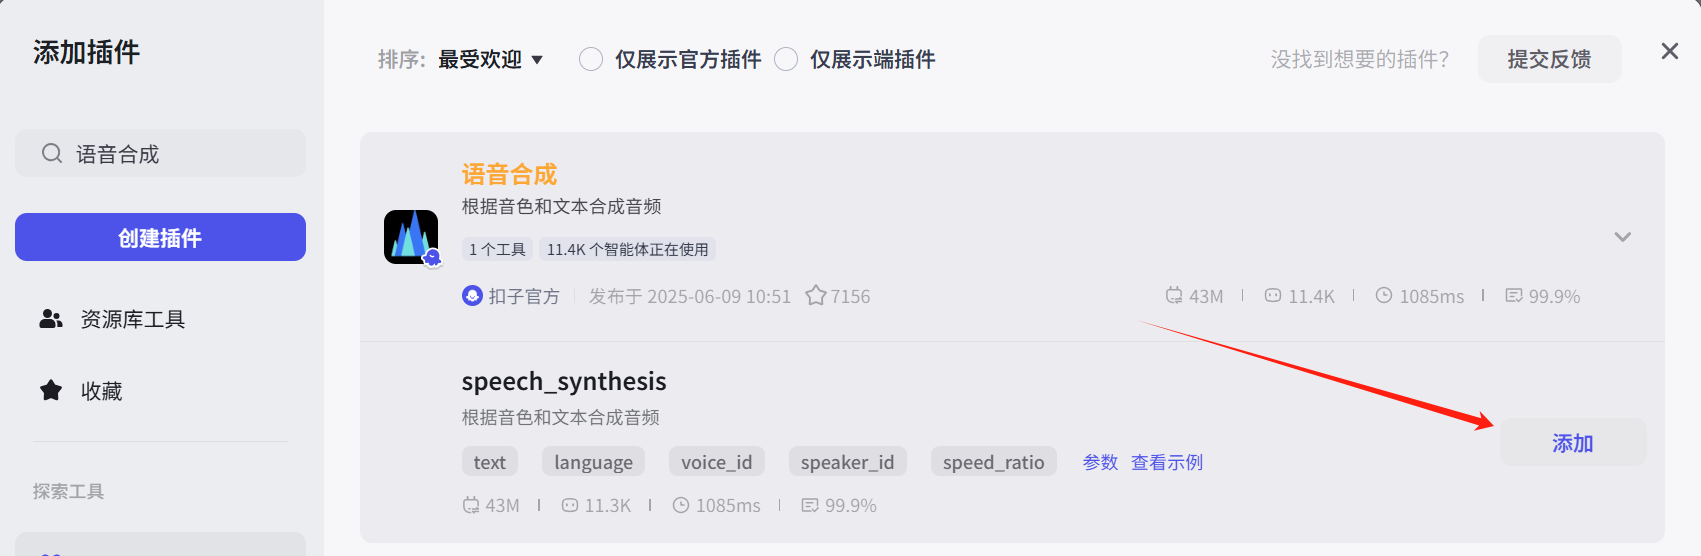 添加插件
语音合成
创建插件
资源库工具
收藏
探索工具
排序: 最受欢迎 仅展示官方插件 仅展示端插件 没找到想要的插件? 提交反馈
语音合成
根据音色和文本合成音频
1 个工具 11.4K 个智能体正在使用
扣子官方 发布于 2025-06-09 10:51 7156 43M 11.4K 1085ms 99.9%
speech_synthesis
根据音色和文本合成音频
text language voice_id speaker_id speed_ratio 参数 查看示例
43M 11.3K 1085ms 99.9%
添加